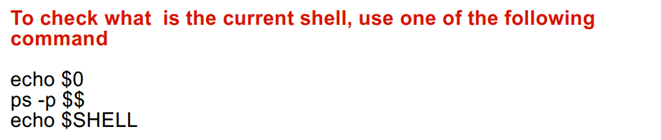 To check what  is the current shell, use one of the following
command
echo $0
ps -p $$
echo $SHELL